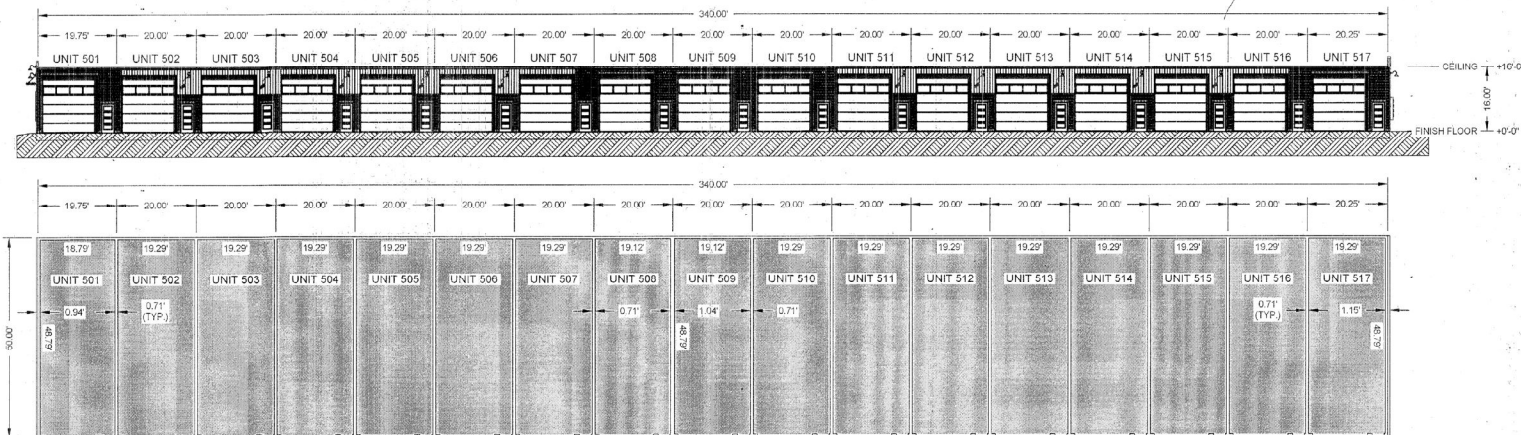 340.00'
19.75' 20.00' 20.00' 20.00' 20.00' 20.00' 20.00' 20.00' 20.00' 20.00' 20.00' 20.00' 20.00' 20.00' 20.00' 20.00' 20.25'
UNIT 501 UNIT 502 UNIT 503 UNIT 504 UNIT 505 UNIT 506 UNIT 507 UNIT 508 UNIT 509 UNIT 510 UNIT 511 UNIT 512 UNIT 513 UNIT 514 UNIT 515 UNIT 516 UNIT 517
CEILING
16.00'
FINISH FLOOR +0'-0"
340.00'
19.75' 20.00' 20.00' 20.00' 20.00' 20.00' 20.00' 20.00' 20.00' 20.00' 20.00' 20.00' 20.00' 20.00' 20.00' 20.00' 20.25'
18.79' 19.29' 19.29' 19.29' 19.29' 19.29' 19.29' 19.12' 19.12' 19.29' 19.29' 19.29' 19.29' 19.29' 19.29' 19.29' 19.29'
UNIT 501 UNIT 502 UNIT 503 UNIT 504 UNIT 505 UNIT 506 UNIT 507 UNIT 508 UNIT 509 UNIT 510 UNIT 511 UNIT 512 UNIT 513 UNIT 514 UNIT 515 UNIT 516 UNIT 517
0.94' 0.71' (TYP.) 0.71' 1.04' 0.71' 0.71' (TYP.) 1.15'
48.79' 48.79' 48.79'